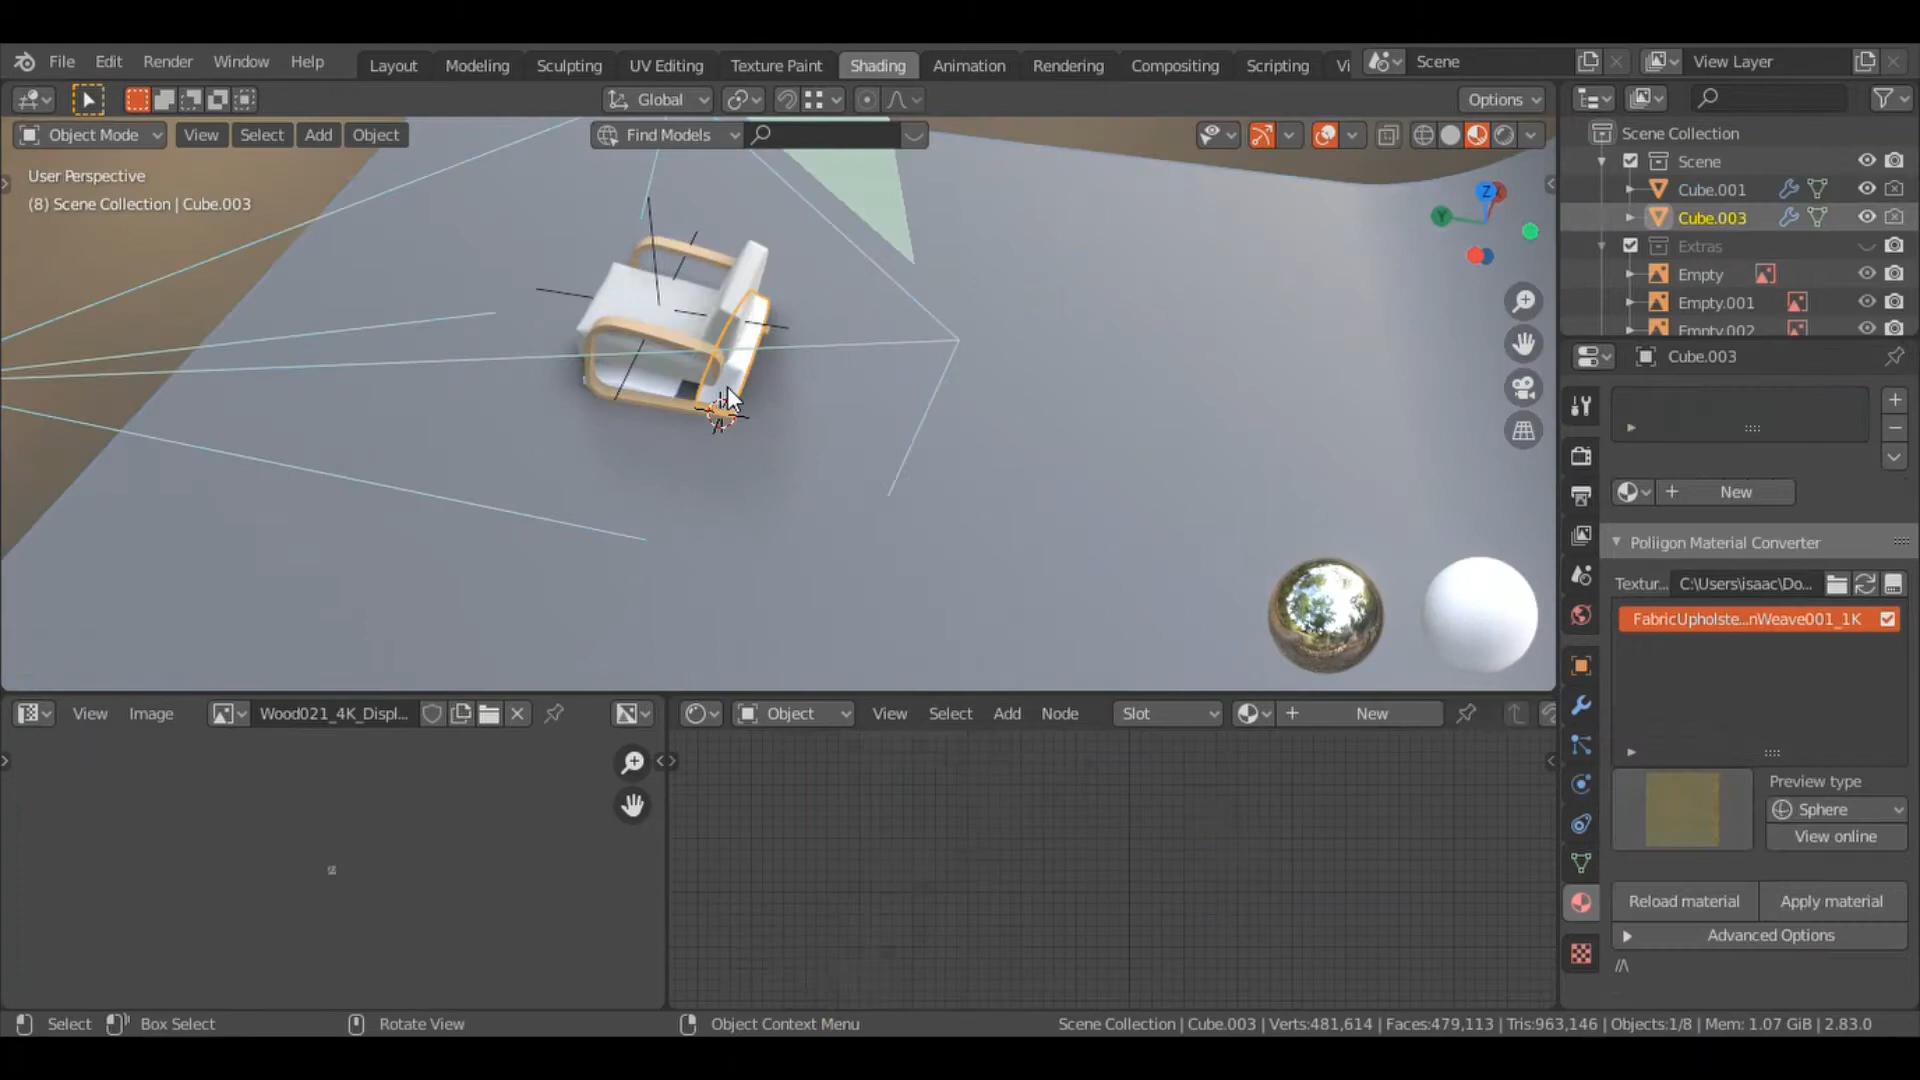 File Edit Render Window Help Layout Modeling Sculpting UV Editing Texture Paint Shading Animation Rendering Compositing Scripting Vi Scene View Layer
Global Options
Object Mode View Select Add Object Find Models
User Perspective
(8) Scene Collection | Cube.003
Z
Y
Scene Collection
Scene
Cube.001
Cube.003
Extras
Empty
Empty.001
Empty.002
Cube.003
New
Poliigon Material Converter
Textur... C:\Users\isaac\Do...
FabricUpholste...nWeave001_1K
Preview type
Sphere
View online
Reload material Apply material
Advanced Options
View Image Wood021_4K_Displ... Object View Select Add Node Slot New
Select Box Select Rotate View Object Context Menu Scene Collection | Cube.003 | Verts:481,614 | Faces:479,113 | Tris:963,146 | Objects:1/8 | Mem: 1.07 GiB | 2.83.0